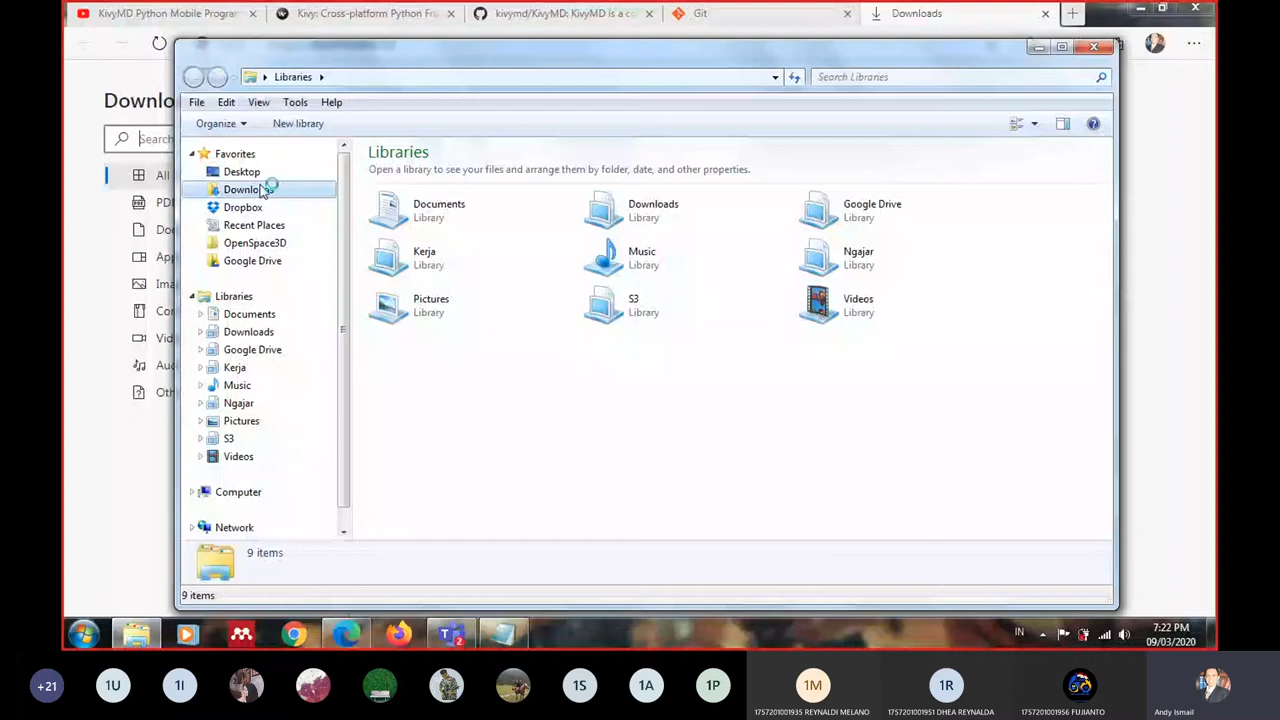 KivyMD Python Mobile Progra
Kivy: Cross-platform Python Fra
kivymd/KivyMD: KivyMD is a c
Git
Downloads
Downlo
Search
All
PD
Do
App
Ima
Co
Vid
Aud
Oth
Libraries
Search Libraries
File Edit View Tools Help
Organize New library
Favorites
Desktop
Downloads
Dropbox
Recent Places
OpenSpace3D
Google Drive
Libraries
Documents
Downloads
Google Drive
Kerja
Music
Ngajar
Pictures
S3
Videos
Computer
Network
Libraries
Open a library to see your files and arrange them by folder, date, and other properties.
Documents
Library
Downloads
Library
Google Drive
Library
Kerja
Library
Music
Library
Ngajar
Library
Pictures
Library
S3
Library
Videos
Library
9 items
9 items
2
IN
7:22 PM
09/03/2020
+21
1U
1I
1S
1A
1P
1M
1757201001935 REYNALDI MELANO
1R
1757201001951 DHEA REYNALDA
1757201001956 FUJIANTO
Andy Ismail